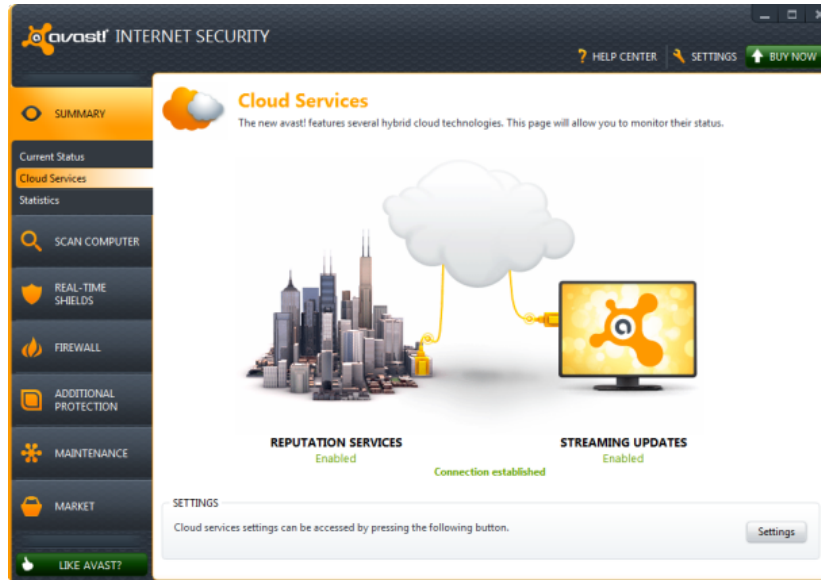 avast! INTERNET SECURITY
? HELP CENTER
SETTINGS
BUY NOW
SUMMARY
Current Status
Cloud Services
Statistics
SCAN COMPUTER
REAL-TIME
SHIELDS
FIREWALL
ADDITIONAL
PROTECTION
MAINTENANCE
MARKET
LIKE AVAST?
Cloud Services
The new avast! features several hybrid cloud technologies. This page will allow you to monitor their status.
a
REPUTATION SERVICES
Enabled
STREAMING UPDATES
Enabled
Connection established
SETTINGS
Cloud services settings can be accessed by pressing the following button.
Settings